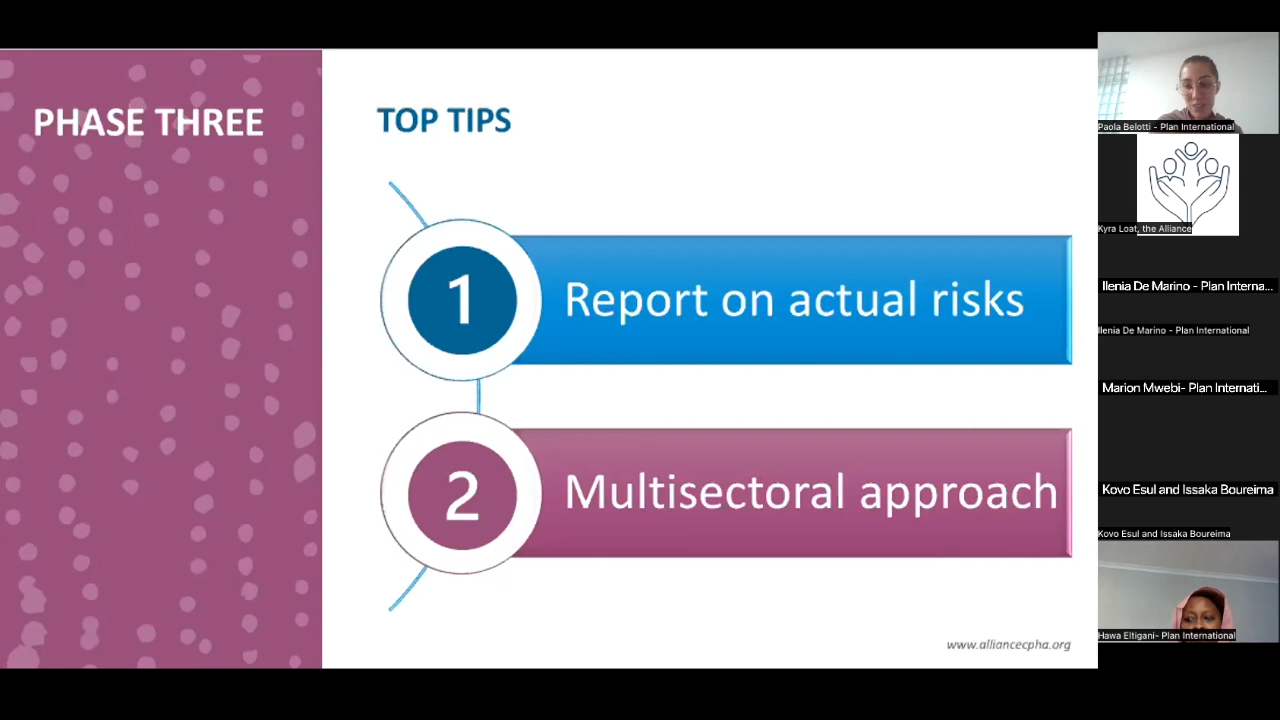 PHASE THREE
TOP TIPS
1
Report on actual risks
2
Multisectoral approach
www.alliancecpha.org
Paola Belotti - Plan International
Kyra Loat, the Alliance
Ilenia De Marino - Plan Interna...
Ilenia De Marino - Plan International
Marion Mwebi- Plan Internati...
Kovo Esul and Issaka Boureima
Kovo Esul and Issaka Boureima
Hawa Eltigani- Plan International